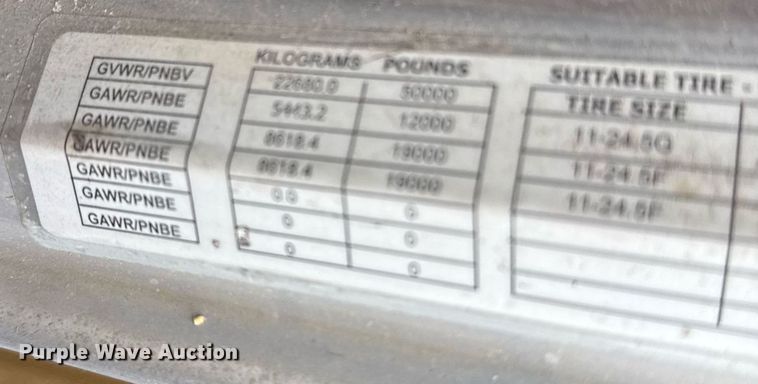 KILOGRAMS POUNDS SUITABLE TIRE
GVWR/PNBV 22680.0 50000 TIRE SIZE
GAWR/PNBE 5443.2 12000 11-24.5G
GAWR/PNBE 8618.4 19000 11-24.5F
GAWR/PNBE 8618.4 19000 11-24.5F
GAWR/PNBE 0.0 0
GAWR/PNBE 0 0
GAWR/PNBE 0 0
Purple Wave Auction